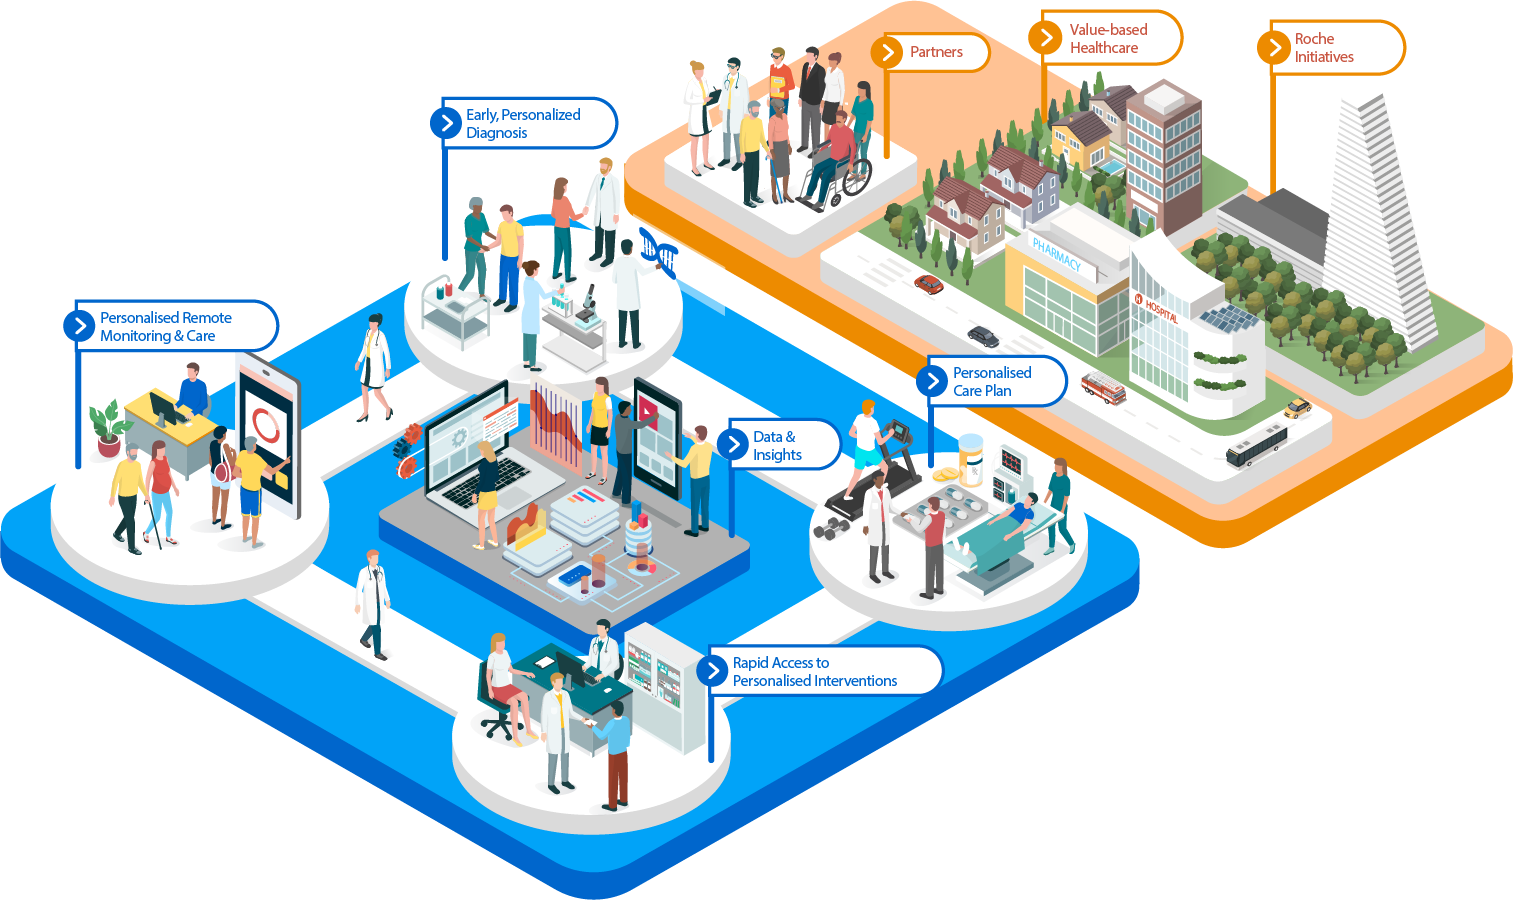 Partners
Value-based
Healthcare
Roche
Initiatives
Early, Personalized
Diagnosis
PHARMACY
H HOSPITAL
Personalised Remote
Monitoring & Care
Personalised
Care Plan
Data &
Insights
Rapid Access to
Personalised Interventions